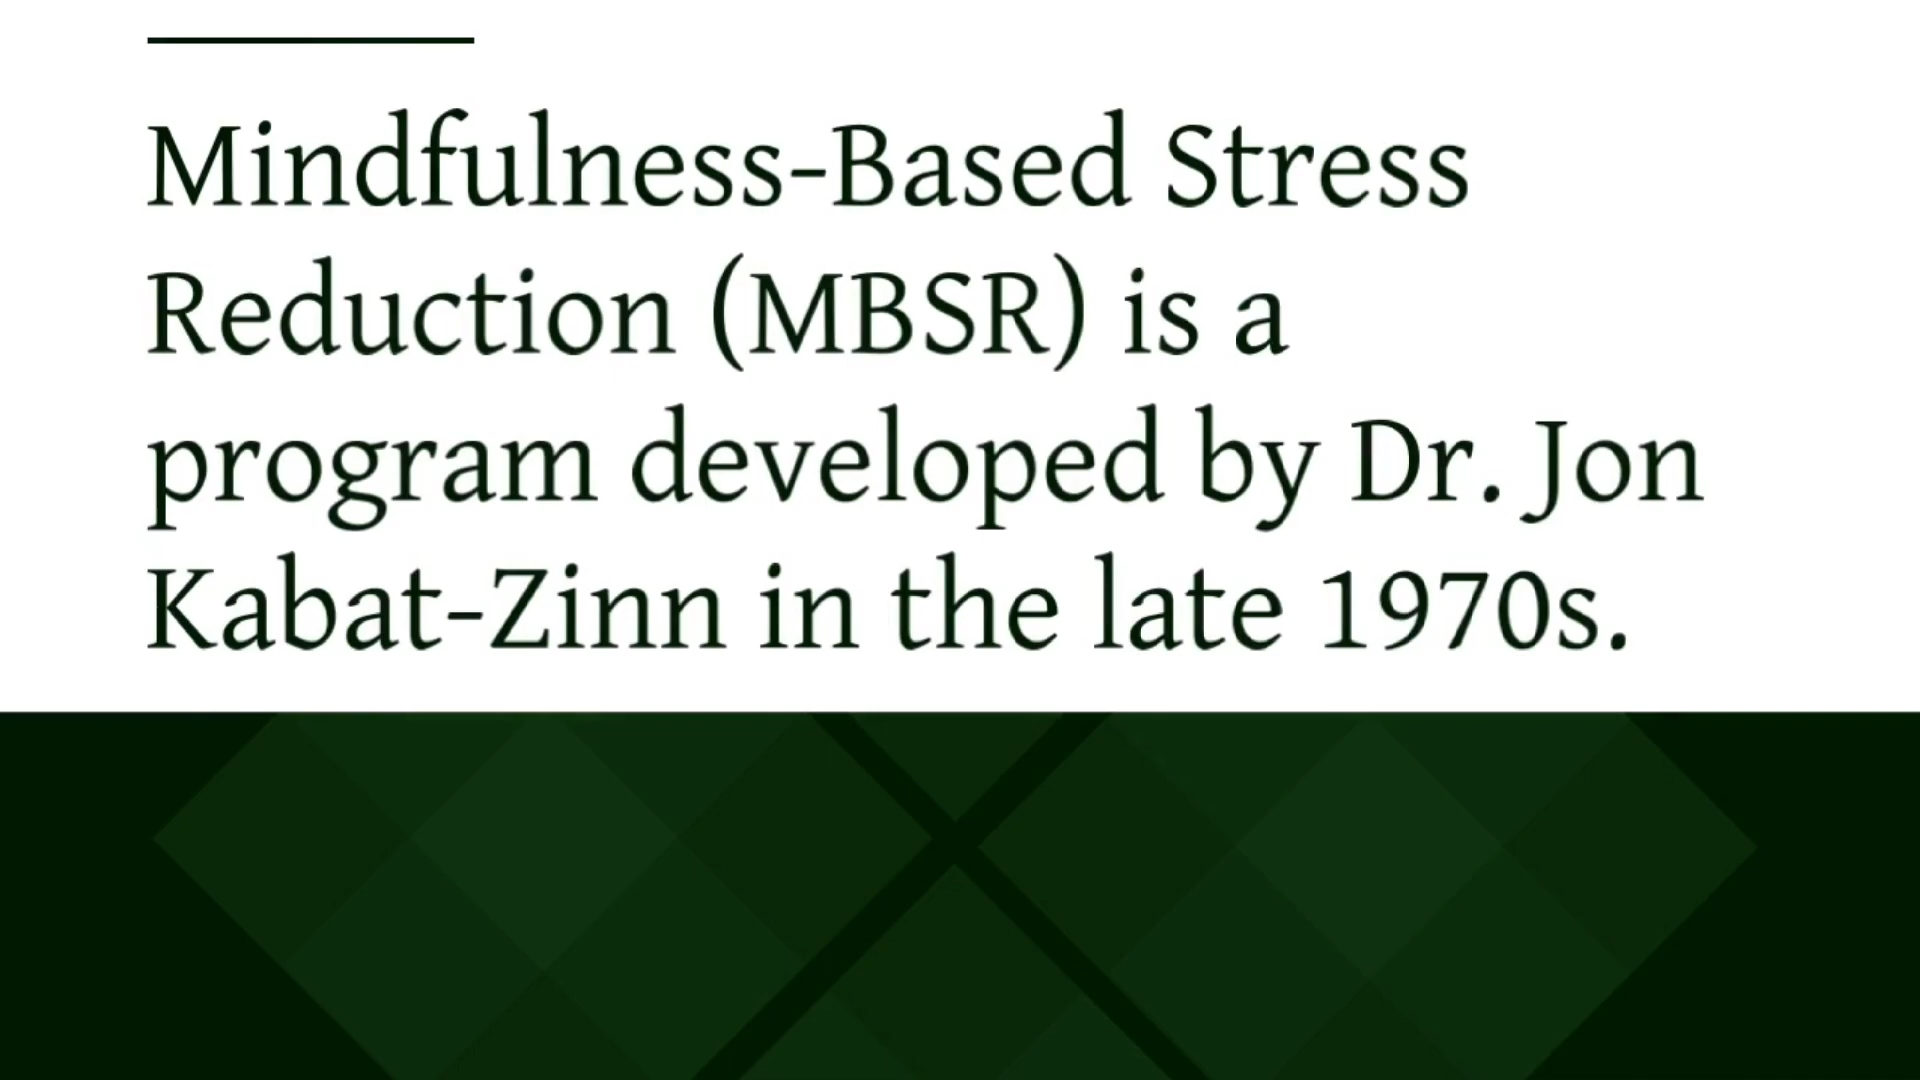 Mindfulness-Based Stress
Reduction (MBSR) is a
program developed by Dr. Jon
Kabat-Zinn in the late 1970s.